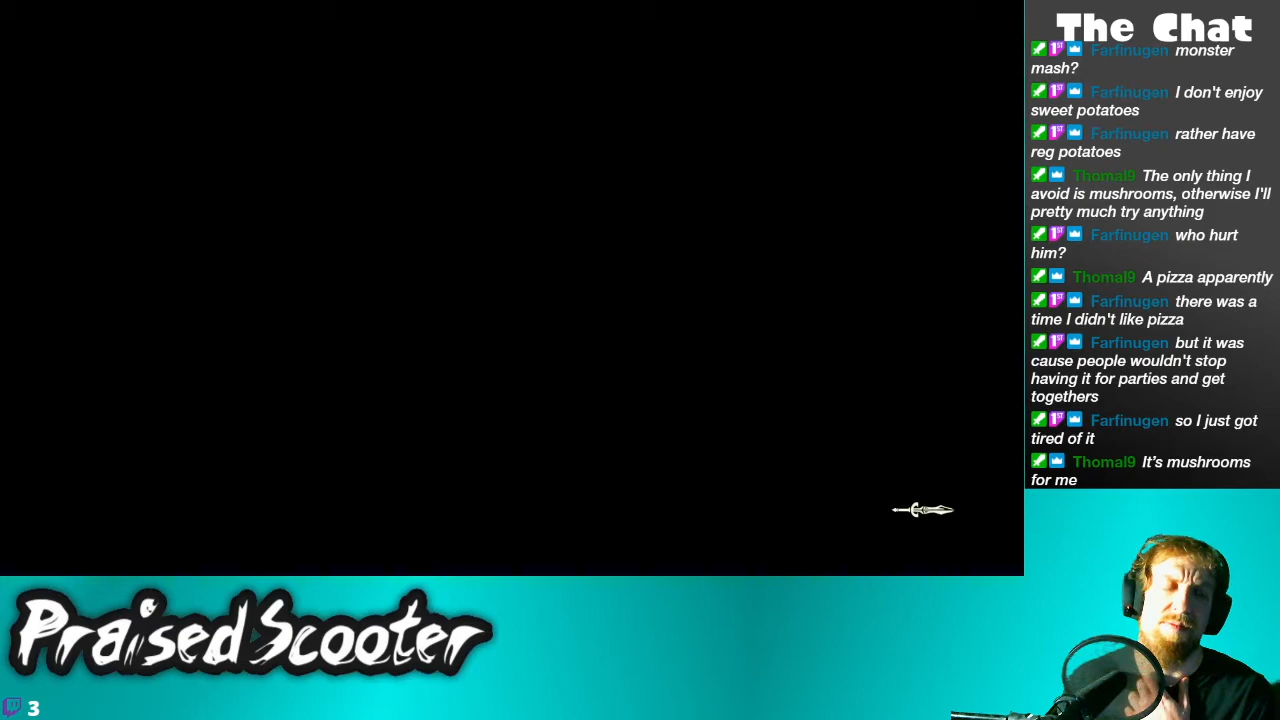 The Chat
Farfinugen monster
mash?
Farfinugen I don't enjoy
sweet potatoes
Farfinugen rather have
reg potatoes
Thomal9 The only thing I
avoid is mushrooms, otherwise I'll
pretty much try anything
Farfinugen who hurt
him?
Thomal9 A pizza apparently
Farfinugen there was a
time I didn't like pizza
Farfinugen but it was
cause people wouldn't stop
having it for parties and get
togethers
Farfinugen so I just got
tired of it
Thomal9 It's mushrooms
for me
PraisedScooter
3